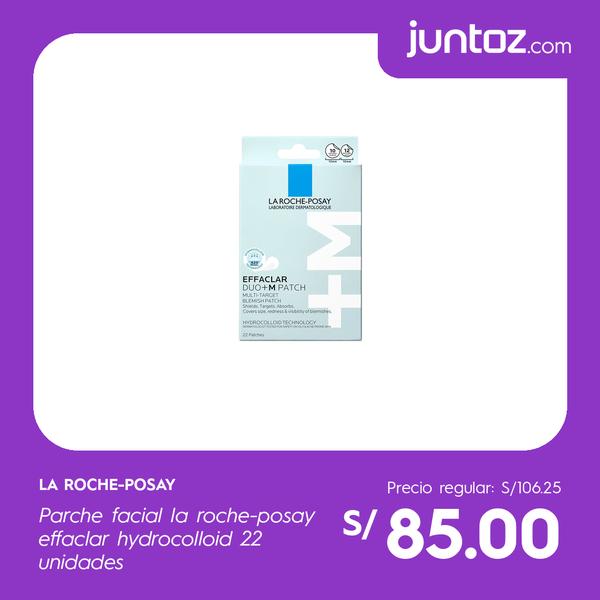 juntoz.com
10
12
LA ROCHE-POSAY
LABORATOIRE DERMATOLOGIQUE
+M
EFFACLAR
DUO+M PATCH
MULTI-TARGET
BLEMISH PATCH
Shields, Targets, Absorbs.
Covers size, redness & visibility of blemishes.
HYDROCOLLOID TECHNOLOGY
22 Patches
LA ROCHE-POSAY
Parche facial la roche-posay
effaclar hydrocolloid 22
unidades
Precio regular: S/106.25
S/ 85.00